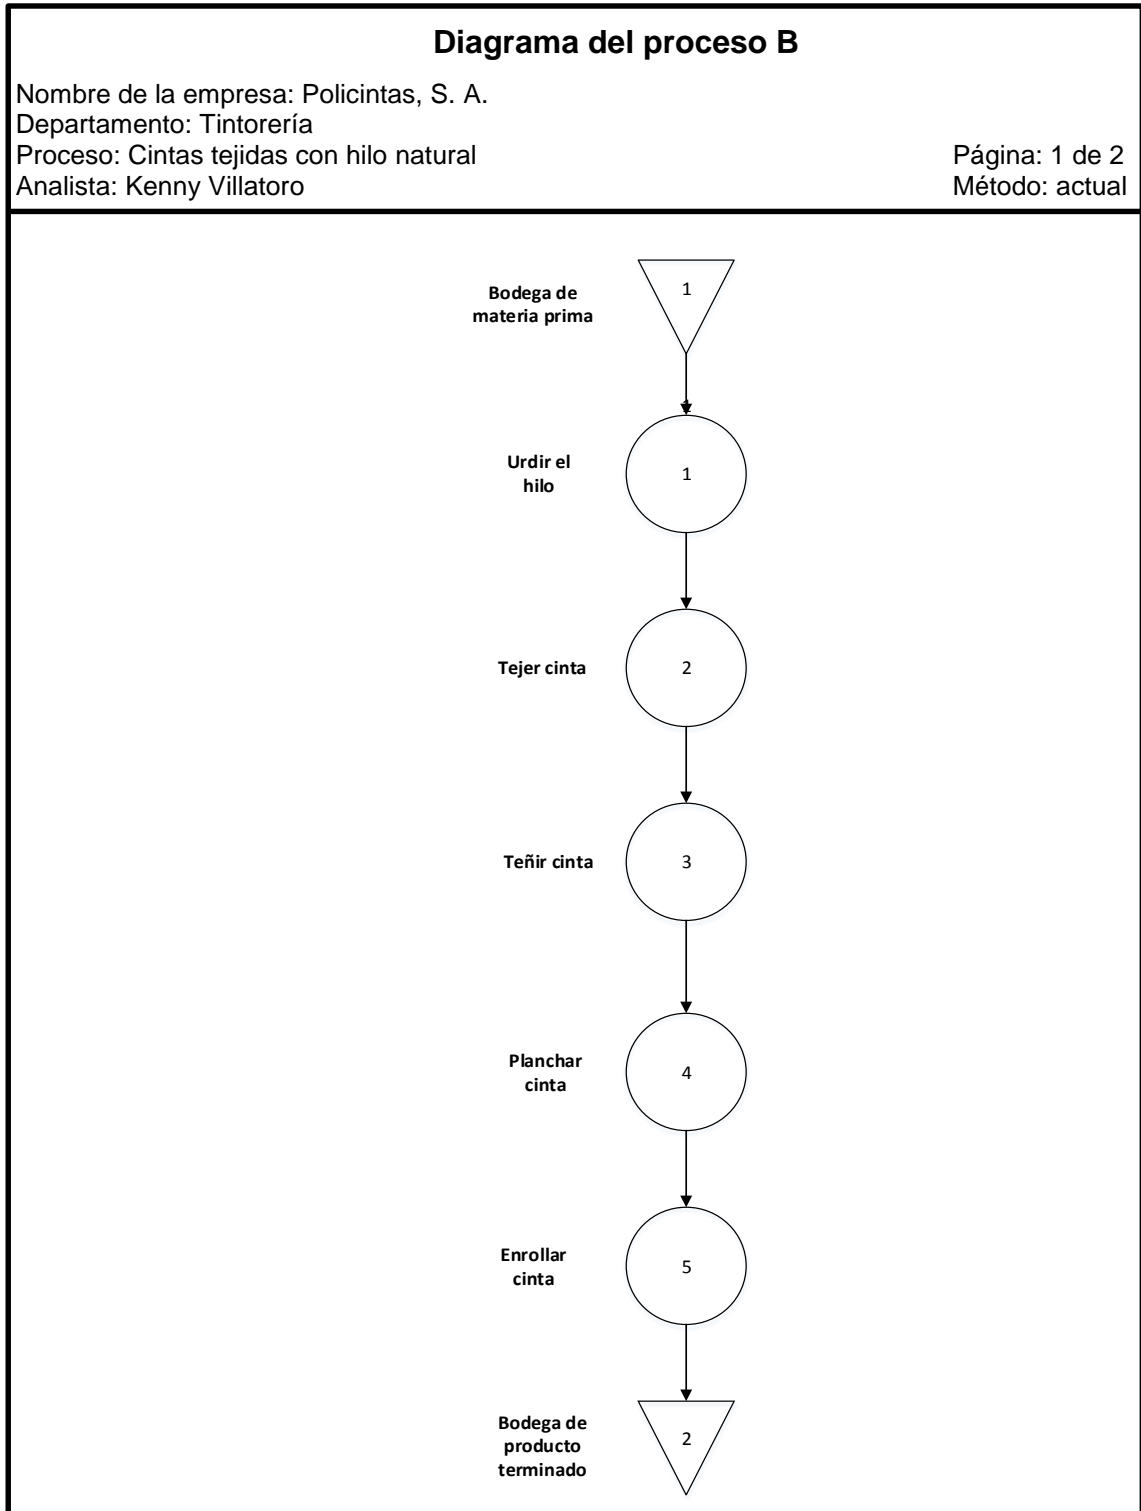 Diagrama del proceso B
Nombre de la empresa: Policintas, S. A.
Departamento: Tintorería
Proceso: Cintas tejidas con hilo natural
Página: 1 de 2
Analista: Kenny Villatoro
Método: actual
Bodega de
materia prima
1
1
Urdir el
hilo
1
Tejer cinta
2
Teñir cinta
3
Planchar
cinta
4
Enrollar
cinta
5
Bodega de
producto
terminado
2